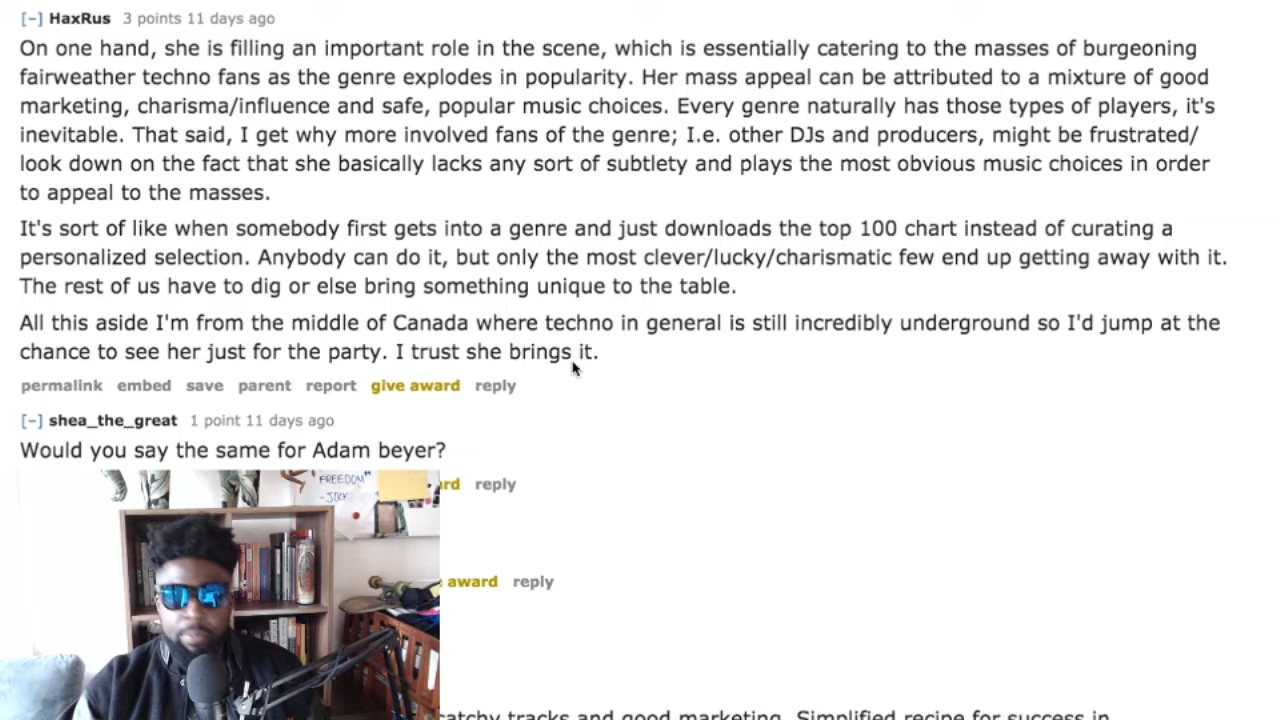 [–] HaxRus 3 points 11 days ago
On one hand, she is filling an important role in the scene, which is essentially catering to the masses of burgeoning
fairweather techno fans as the genre explodes in popularity. Her mass appeal can be attributed to a mixture of good
marketing, charisma/influence and safe, popular music choices. Every genre naturally has those types of players, it's
inevitable. That said, I get why more involved fans of the genre; I.e. other DJs and producers, might be frustrated/
look down on the fact that she basically lacks any sort of subtlety and plays the most obvious music choices in order
to appeal to the masses.
It's sort of like when somebody first gets into a genre and just downloads the top 100 chart instead of curating a
personalized selection. Anybody can do it, but only the most clever/lucky/charismatic few end up getting away with it.
The rest of us have to dig or else bring something unique to the table.
All this aside I'm from the middle of Canada where techno in general is still incredibly underground so I'd jump at the
chance to see her just for the party. I trust she brings it.
permalink embed save parent report give award reply
[–] shea_the_great 1 point 11 days ago
Would you say the same for Adam beyer?
FREEDOM"
rd reply
award reply
catchy tracks and good marketing. Simplified recipe for success in